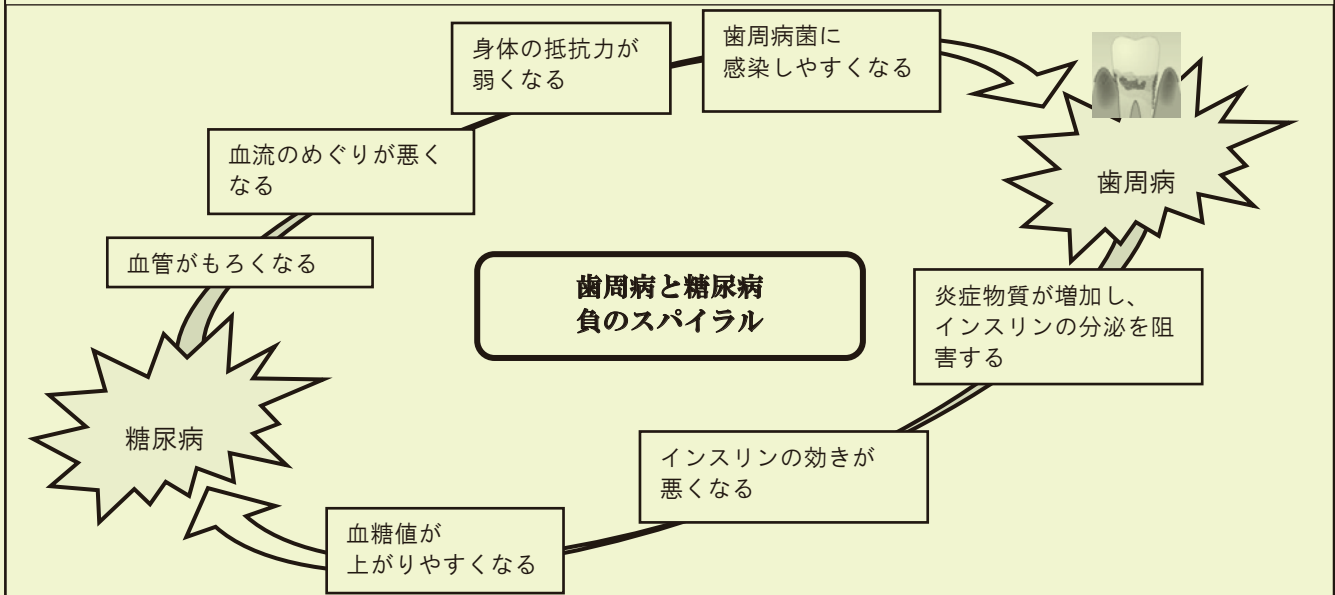 身体の抵抗力が
弱くなる
歯周病菌に
感染しやすくなる
血流のめぐりが悪く
なる
歯周病
血管がもろくなる
歯周病と糖尿病
負のスパイラル
炎症物質が増加し、
インスリンの分泌を阻
害する
糖尿病
インスリンの効きが
悪くなる
血糖値が
上がりやすくなる